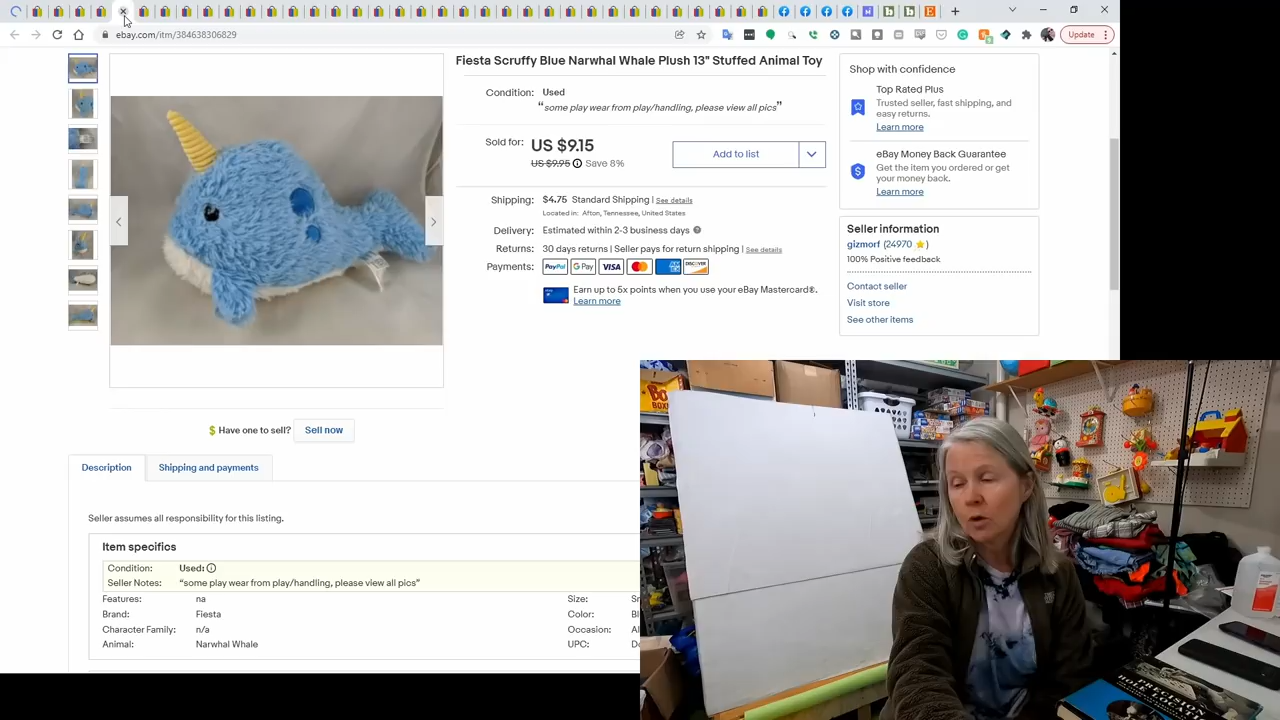 ebay.com/itm/384638306829
Update
Fiesta Scruffy Blue Narwhal Whale Plush 13" Stuffed Animal Toy
Condition: Used
“some play wear from play/handling, please view all pics”
Sold for: US $9.15
US $9.95 Save 8%
Add to list
Shipping: $4.75 Standard Shipping | See details
Located in: Afton, Tennessee, United States
Delivery: Estimated within 2-3 business days
Returns: 30 days returns | Seller pays for return shipping | See details
Payments: PayPal G Pay VISA DISCOVER
Earn up to 5x points when you use your eBay Mastercard®.
Learn more
Shop with confidence
Top Rated Plus
Trusted seller, fast shipping, and
easy returns.
Learn more
eBay Money Back Guarantee
Get the item you ordered or get
your money back.
Learn more
Seller information
gizmorf (24970)
100% Positive feedback
Contact seller
Visit store
See other items
$ Have one to sell? Sell now
Description
Shipping and payments
Seller assumes all responsibility for this listing.
Item specifics
Condition: Used:
Seller Notes: “some play wear from play/handling, please view all pics”
Features: na
Size:
Brand: Fiesta
Color:
Character Family: n/a
Occasion:
Animal: Narwhal Whale
UPC:
PRECISION
HOLE LOCATION